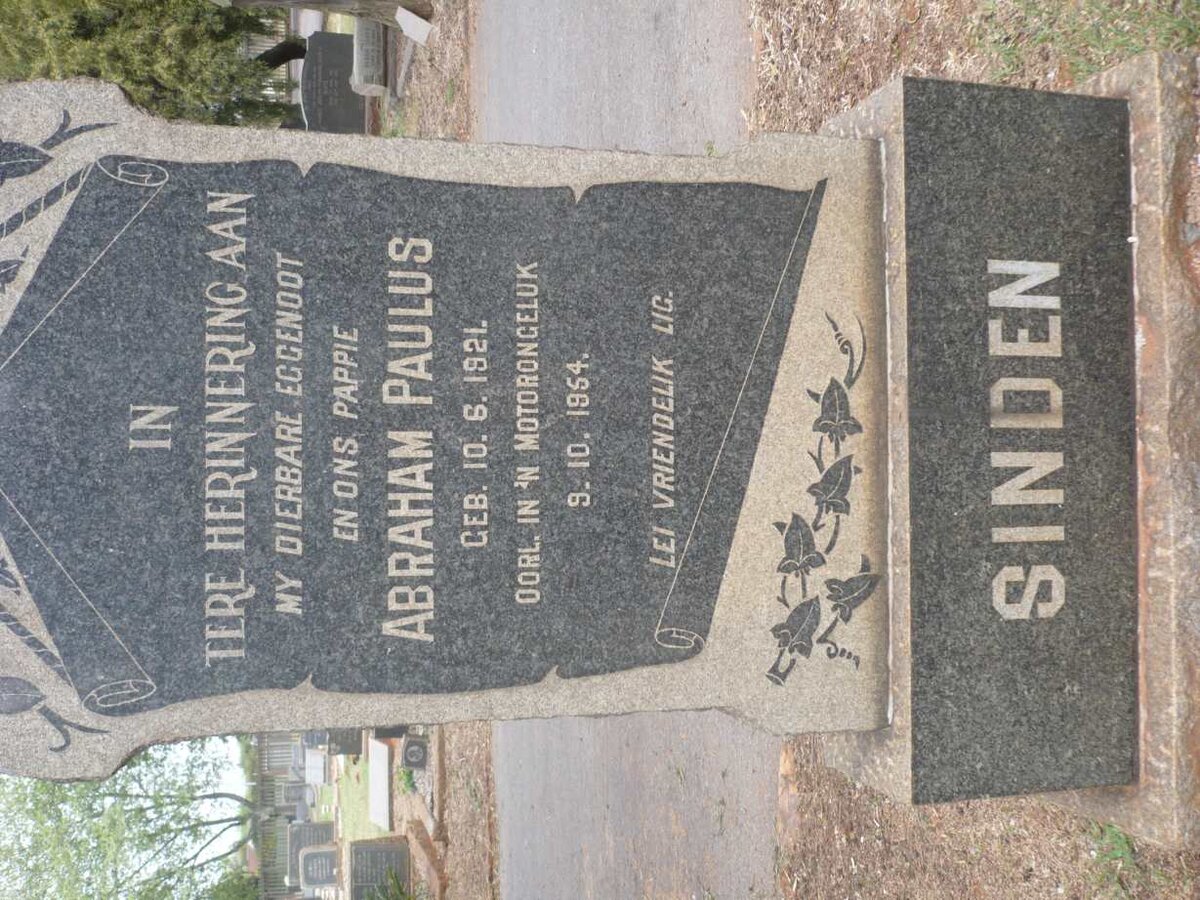 IN
TERE HERINNERING AAN
MY DIERBARE EGGENOOT
EN ONS PAPPIE
ABRAHAM PAULUS
GEB. 10. 6. 1921.
OORL. IN 'N MOTORONGELUK
9. 10. 1964.
LEI VRIENDELIK LIG.
SINDEN